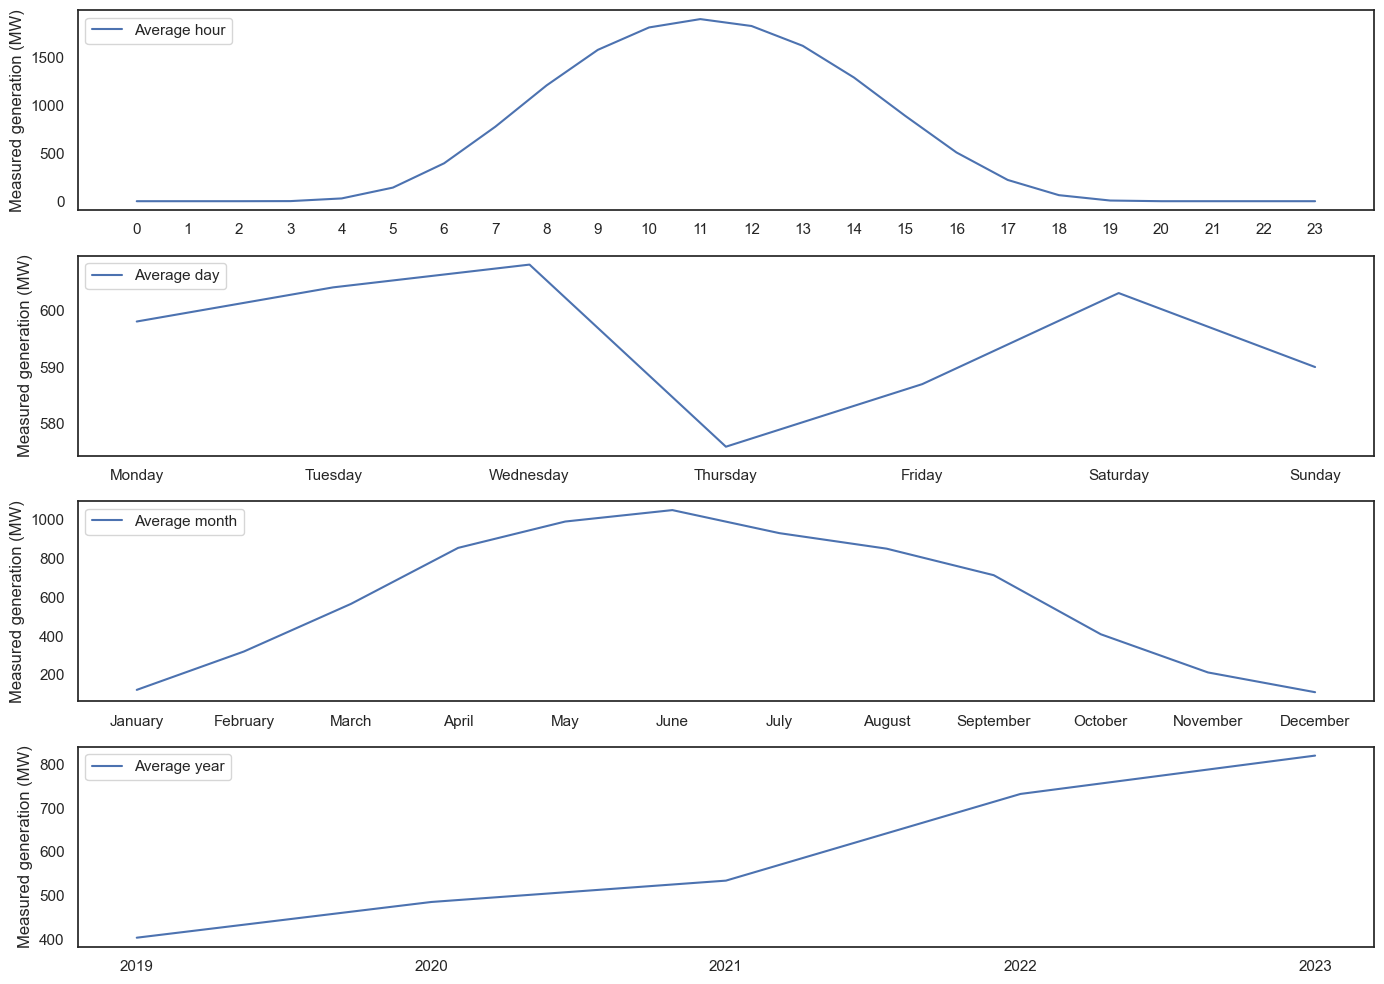 Measured generation (MW)
Average hour
1500
1000
500
0
0 1 2 3 4 5 6 7 8 9 10 11 12 13 14 15 16 17 18 19 20 21 22 23
Measured generation (MW)
Average day
600
590
580
Monday Tuesday Wednesday Thursday Friday Saturday Sunday
Measured generation (MW)
Average month
1000
800
600
400
200
January February March April May June July August September October November December
Measured generation (MW)
Average year
800
700
600
500
400
2019 2020 2021 2022 2023